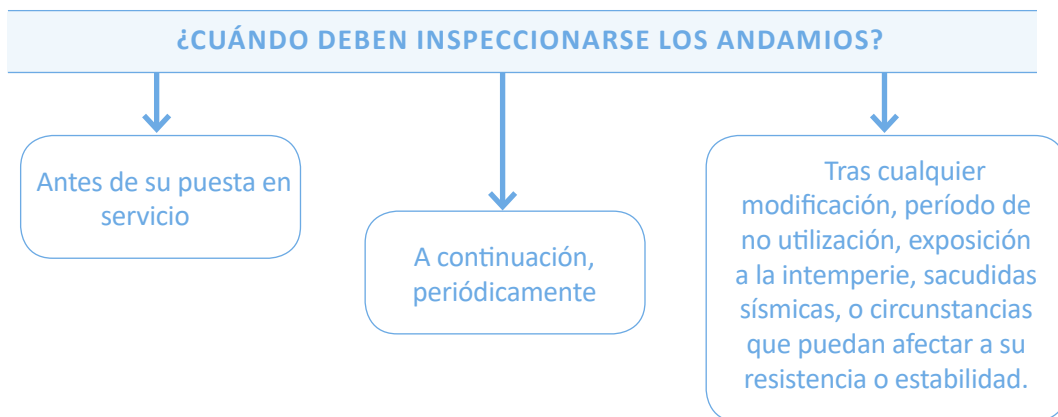 ¿CUÁNDO DEBEN INSPECCIONARSE LOS ANDAMIOS?
Antes de su puesta en
servicio
A continuación,
periódicamente
Tras cualquier
modificación, período de
no utilización, exposición
a la intemperie, sacudidas
sísmicas, o circunstancias
que puedan afectar a su
resistencia o estabilidad.